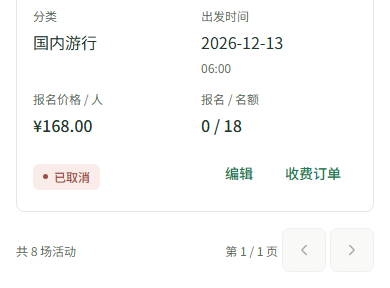 分类
出发时间
国内游行
2026-12-13
06:00
报名价格 / 人
报名 / 名额
¥168.00
0 / 18
已取消
编辑
收费订单
共 8 场活动
第 1 / 1 页